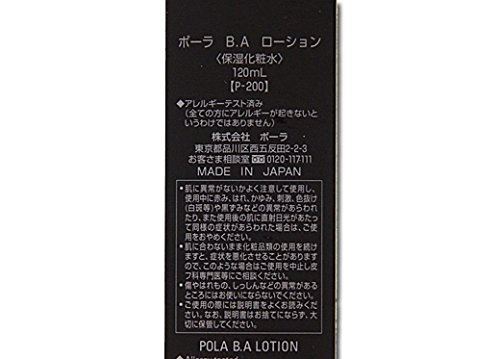 ポーラ B.A ローション
〈保湿化粧水〉
120mL
【P-200】
◆アレルギーテスト済み
(全ての方にアレルギーが起きないと
いうわけではありません)
株式会社 ポーラ
東京都品川区西五反田2-2-3
お客さま相談室 0120-117111
MADE IN JAPAN
●肌に異常がないかよく注意して使用し、
使用中に赤み、はれ、かゆみ、刺激、色抜け
(白斑等)や黒ずみなどの異常があらわれ
たり、また使用後の肌に直射日光があたっ
て同様の症状があらわれた場合は、ご使
用をおやめください。
●肌に合わないまま化粧品類の使用を続け
ますと、症状を悪化させることがあります
ので、このような場合はご使用を中止し皮
フ科専門医等にご相談ください。
●傷やはれもの、しっしんなどの異常がある
ところにはお使いにならないでください。
●ご使用の際には説明書をお読みくださ
い。なお、説明書はお捨てにならず、大
切に保管してください。
POLA B.A LOTION